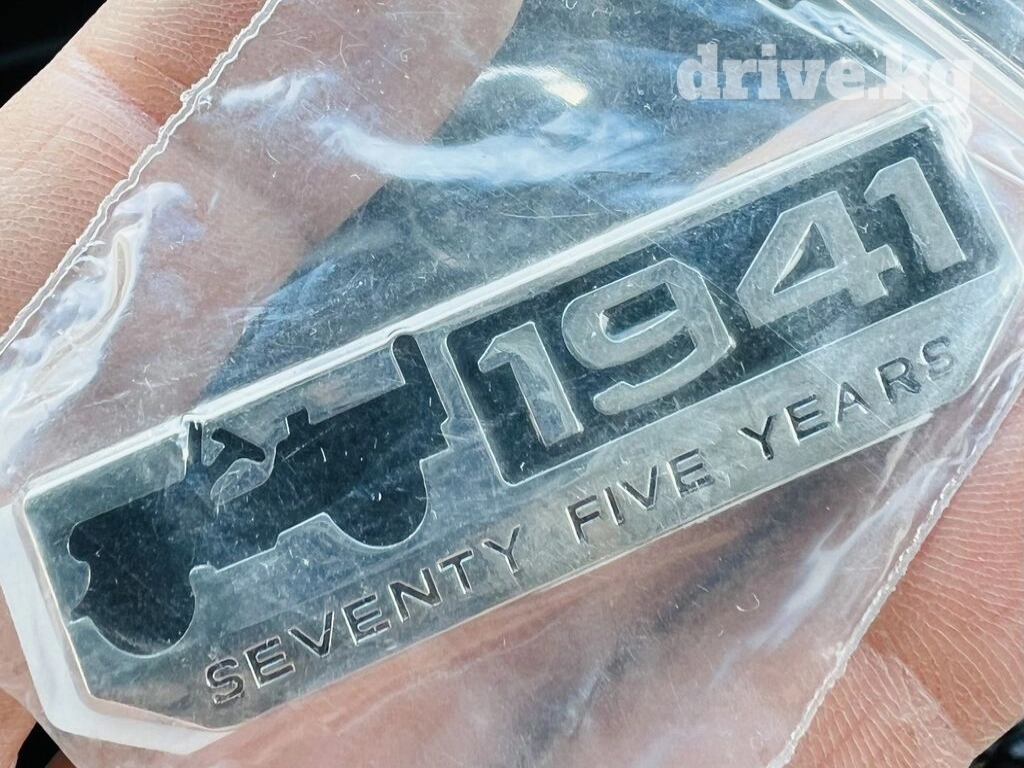 drive.kg
1941
SEVENTY FIVE YEARS